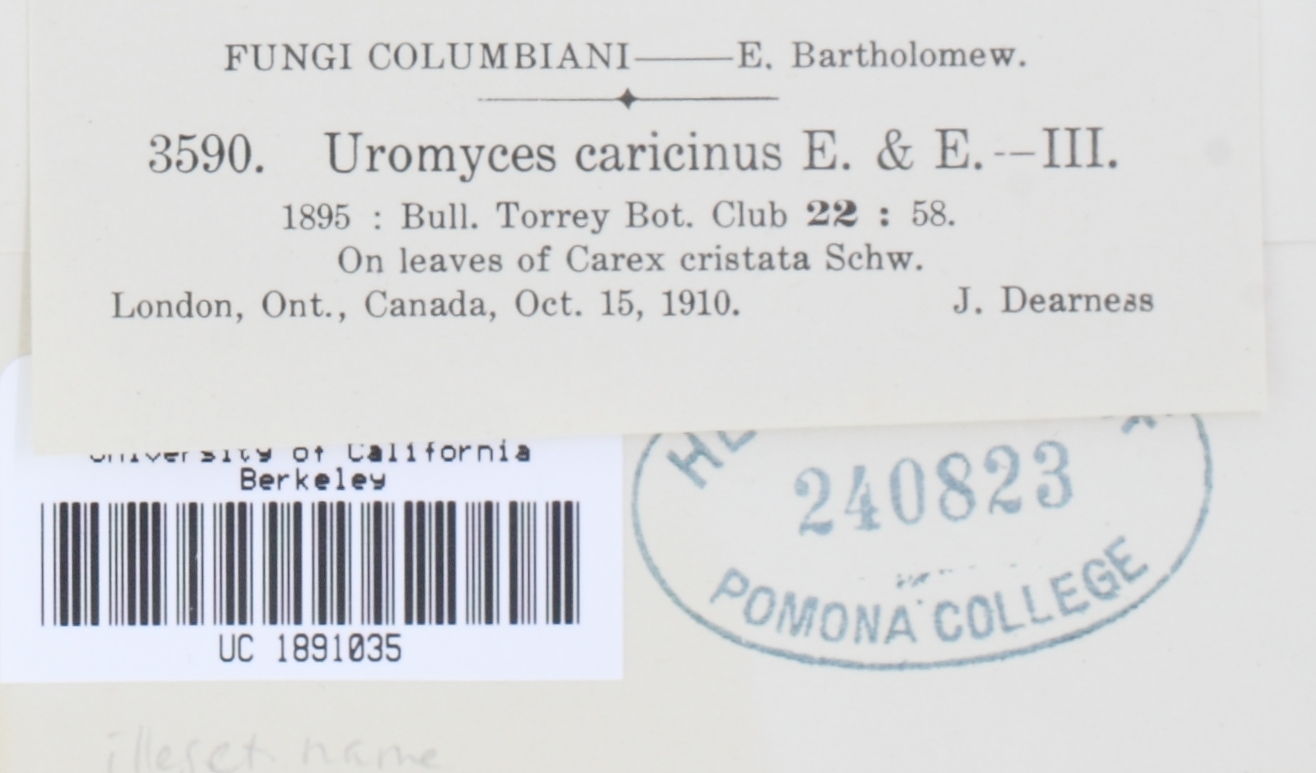 FUNGI COLUMBIANI——E. Bartholomew.
3590. Uromyces caricinus E. & E.--III.
1895 : Bull. Torrey Bot. Club 22 : 58.
On leaves of Carex cristata Schw.
London, Ont., Canada, Oct. 15, 1910. J. Dearness
University of California
Berkeley
UC 1891035
240823
POMONA COLLEGE
name